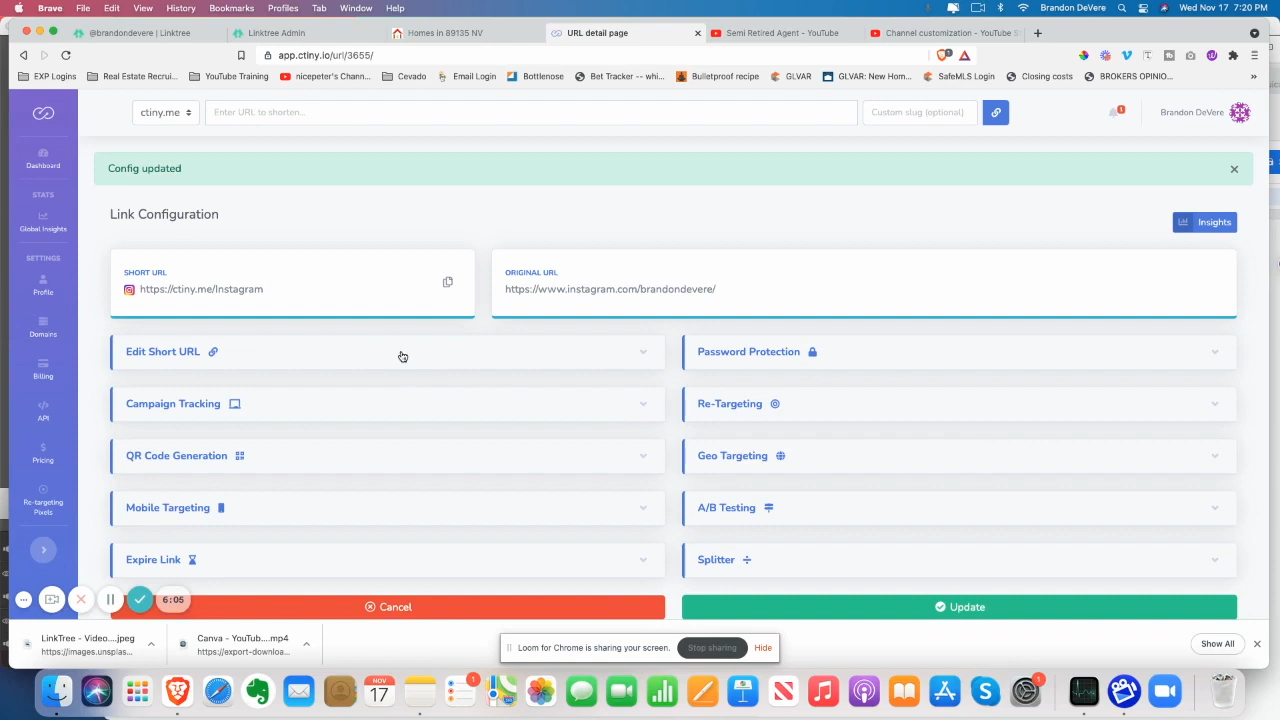 Brave File Edit View History Bookmarks Profiles Tab Window Help
Brandon DeVere Wed Nov 17 7:20 PM
@brandondevere | Linktree Linktree Admin Homes in 89135 NV URL detail page Semi Retired Agent - YouTube Channel customization - YouTube S
app.ctiny.io/url/3655/
EXP Logins Real Estate Recrui... YouTube Training nicepeter's Chann... Cevado Email Login Bottlenose Bet Tracker -- whi... Bulletproof recipe GLVAR GLVAR: New Hom... SafeMLS Login Closing costs BROKERS OPINIO... »
ctiny.me Enter URL to shorten... Custom slug (optional) 1 Brandon DeVere
Dashboard
STATS
Global Insights
SETTINGS
Profile
Domains
Billing
API
Pricing
Re-targeting
Pixels
Config updated
Link Configuration
Insights
SHORT URL
https://ctiny.me/Instagram
ORIGINAL URL
https://www.instagram.com/brandondevere/
Edit Short URL
Password Protection
Campaign Tracking
Re-Targeting
QR Code Generation
Geo Targeting
Mobile Targeting
A/B Testing
Expire Link
Splitter
6:05
Cancel
Update
LinkTree - Video....jpeg
https://images.unsplas...
Canva - YouTub....mp4
https://export-downloa...
Loom for Chrome is sharing your screen. Stop sharing Hide
Show All
NOV
17
1
1